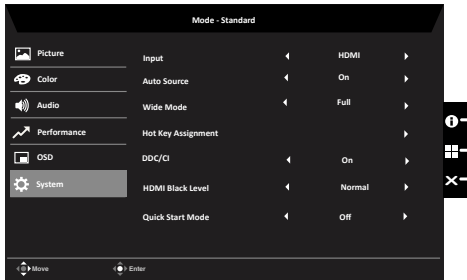 Mode - Standard
Picture
Color
Audio
Performance
OSD
System
Input HDMI
Auto Source On
Wide Mode Full
Hot Key Assignment
DDC/CI On
HDMI Black Level Normal
Quick Start Mode Off
Move Enter